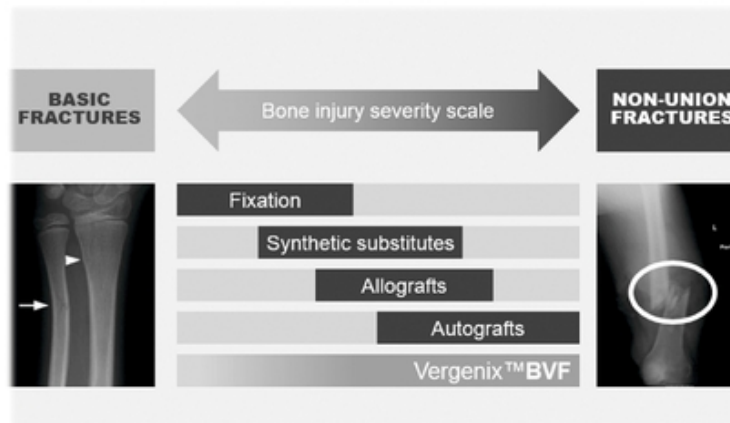 BASIC
FRACTURES
Bone injury severity scale
NON-UNION
FRACTURES
Fixation
Synthetic substitutes
Allografts
Autografts
Vergenix™BVF
L